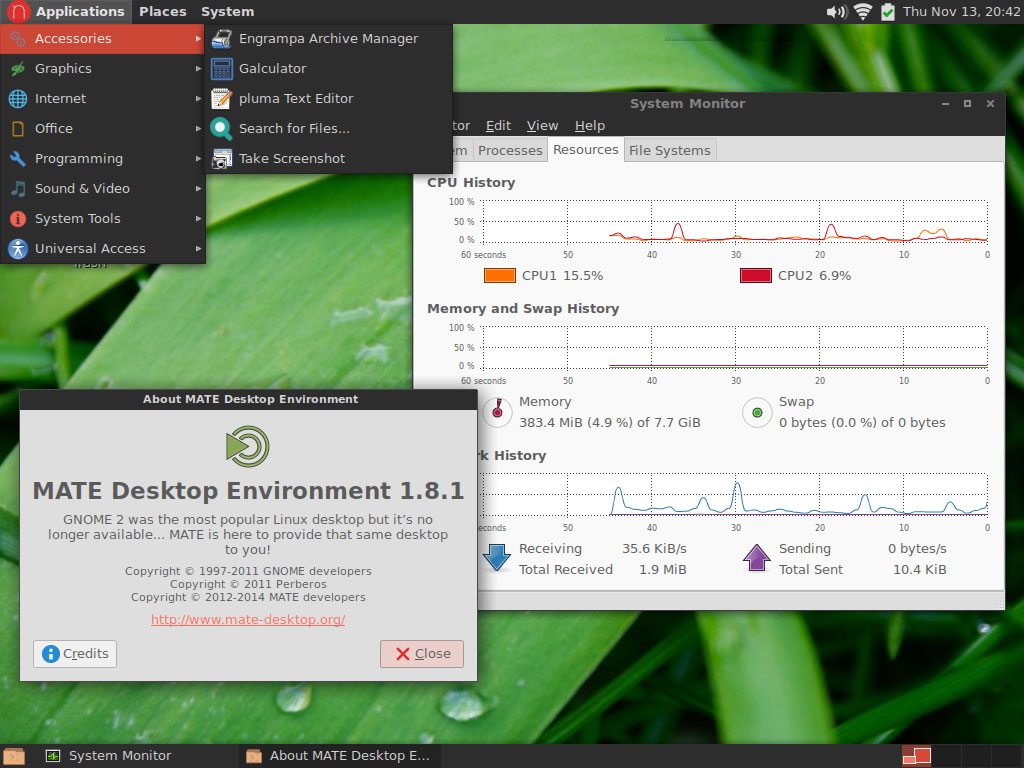 Applications Places System
Thu Nov 13, 20:42
Accessories
Graphics
Internet
Office
Programming
Sound & Video
System Tools
Universal Access
Engrampa Archive Manager
Galculator
pluma Text Editor
Search for Files...
Take Screenshot
System Monitor
tor Edit View Help
em Processes Resources File Systems
CPU History
100 %
50 %
0 %
60 seconds 50 40 30 20 10 0
CPU1 15.5% CPU2 6.9%
Memory and Swap History
100 %
50 %
0 %
60 seconds 50 40 30 20 10 0
Memory
383.4 MiB (4.9 %) of 7.7 GiB
Swap
0 bytes (0.0 %) of 0 bytes
rk History
conds 50 40 30 20 10 0
Receiving 35.6 KiB/s
Total Received 1.9 MiB
Sending 0 bytes/s
Total Sent 10.4 KiB
About MATE Desktop Environment
MATE Desktop Environment 1.8.1
GNOME 2 was the most popular Linux desktop but it's no
longer available... MATE is here to provide that same desktop
to you!
Copyright © 1997-2011 GNOME developers
Copyright © 2011 Perberos
Copyright © 2012-2014 MATE developers
http://www.mate-desktop.org/
Credits
Close
System Monitor
About MATE Desktop E...